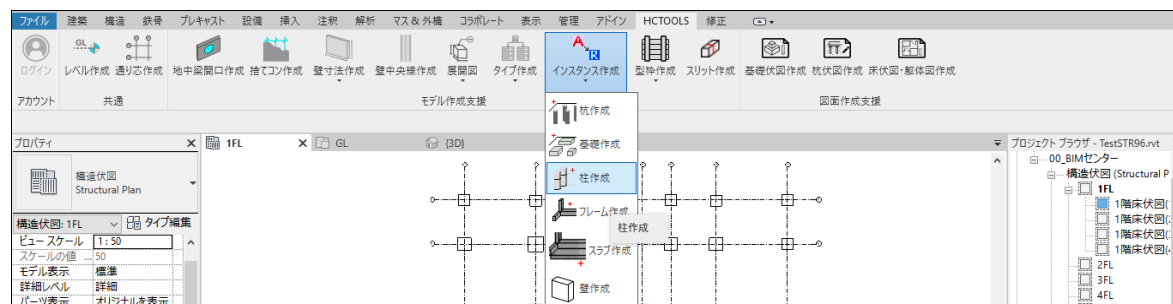 ファイル 建築 構造 鉄骨 プレキャスト 設備 挿入 注釈 解析 マス & 外構 コラボレート 表示 管理 アドイン HCTOOLS 修正
GL
A
R
ログイン レベル作成 通り芯作成 地中梁開口作成 捨てコン作成 壁寸法作成 壁中央線作成 展開図 タイプ作成 インスタンス作成 型枠作成 スリット作成 基礎伏図作成 杭伏図作成 床伏図・躯体図作成
アカウント 共通 モデル作成支援 図面作成支援
杭作成
基礎作成
柱作成
フレーム作成
スラブ作成
壁作成
柱作成
プロパティ
構造伏図
Structural Plan
構造伏図: 1FL タイプ編集
ビュー スケール 1 : 50
スケールの値 ... 50
モデル表示 標準
詳細レベル 詳細
パーツ表示 オリジナルを表示
1FL GL {3D}
プロジェクト ブラウザ - TestSTR96.rvt
00_BIMセンター
構造伏図 (Structural P
1FL
1階床伏図(
1階床伏図(
1階床伏図(
1階床伏図(
2FL
3FL
4FL